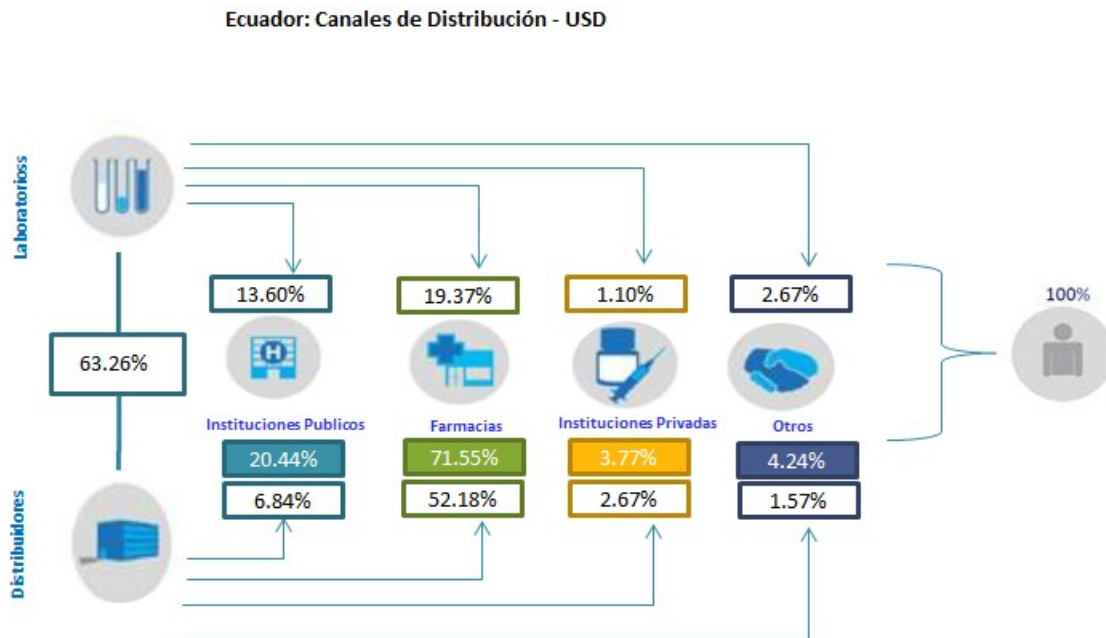 Ecuador: Canales de Distribución - USD
Laboratorioss
13.60%
19.37%
1.10%
2.67%
100%
63.26%
H
Instituciones Publicos
Farmacias
Instituciones Privadas
Otros
20.44%
71.55%
3.77%
4.24%
6.84%
52.18%
2.67%
1.57%
Distribuidores